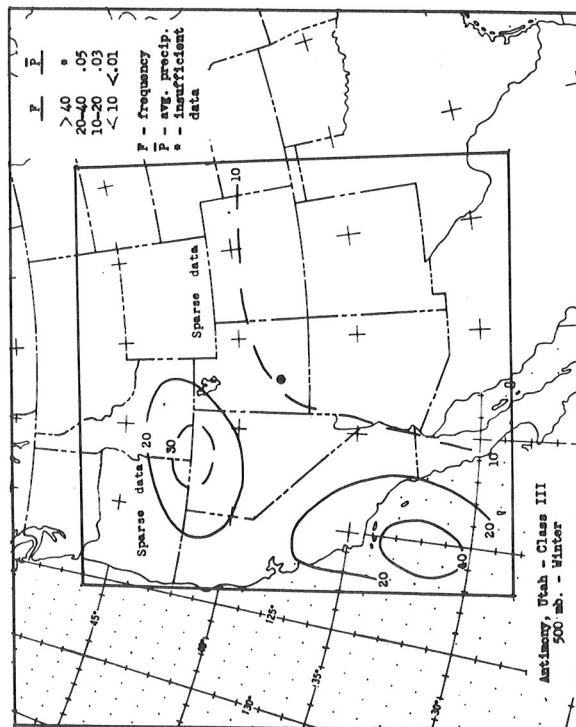 F P
>40 *
20-40 .05
10-20 .03
<10 <.01
F - frequency
P - avg. precip.
* - insufficient
data
Sparse data
Sparse data
20
30
10
20
40
20
10
45°
40°
35°
30°
130°
125°
Antimony, Utah - Class III
500 mb. - Winter